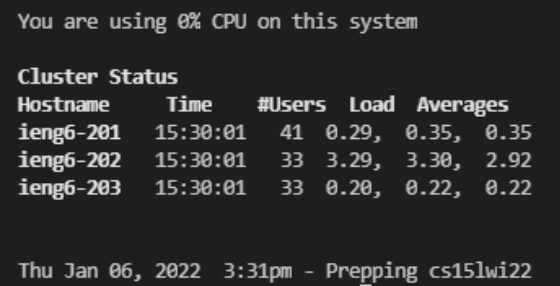 You are using 0% CPU on this system
Cluster Status
Hostname Time #Users Load Averages
ieng6-201 15:30:01 41 0.29, 0.35, 0.35
ieng6-202 15:30:01 33 3.29, 3.30, 2.92
ieng6-203 15:30:01 33 0.20, 0.22, 0.22
Thu Jan 06, 2022 3:31pm - Prepping cs15lwi22